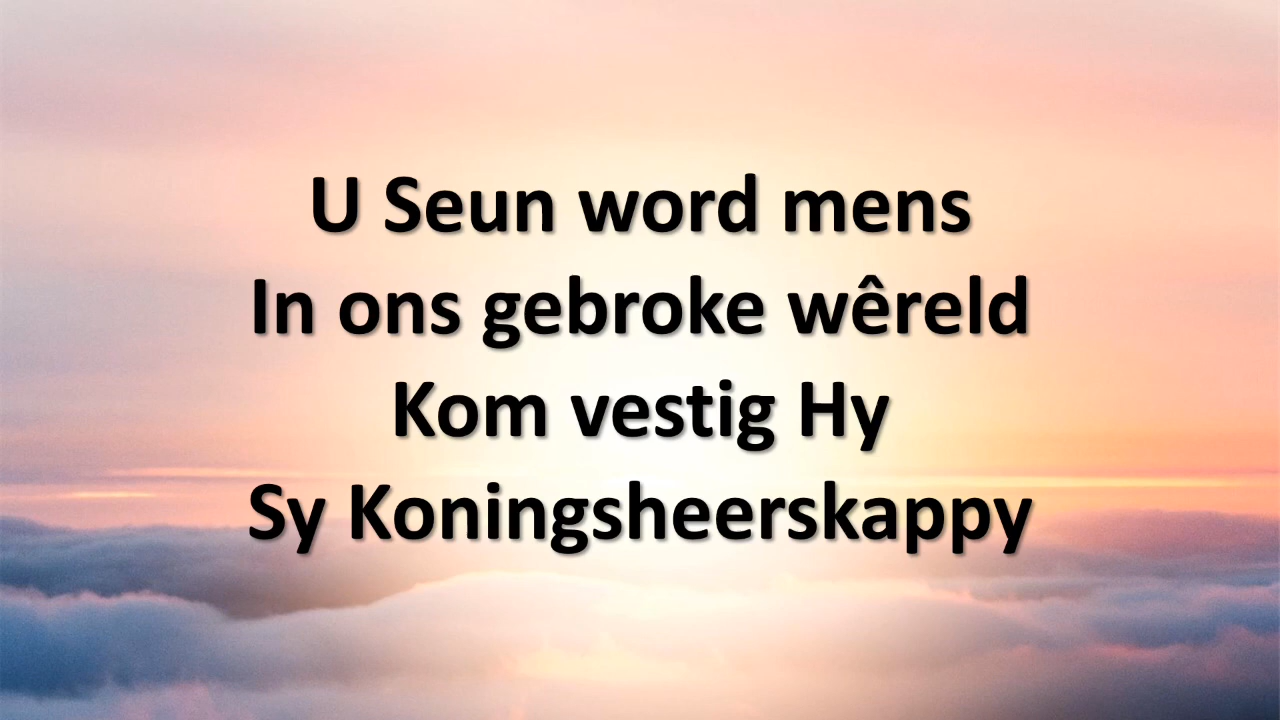 U Seun word mens
In ons gebroke wêreld
Kom vestig Hy
Sy Koningsheerskappy